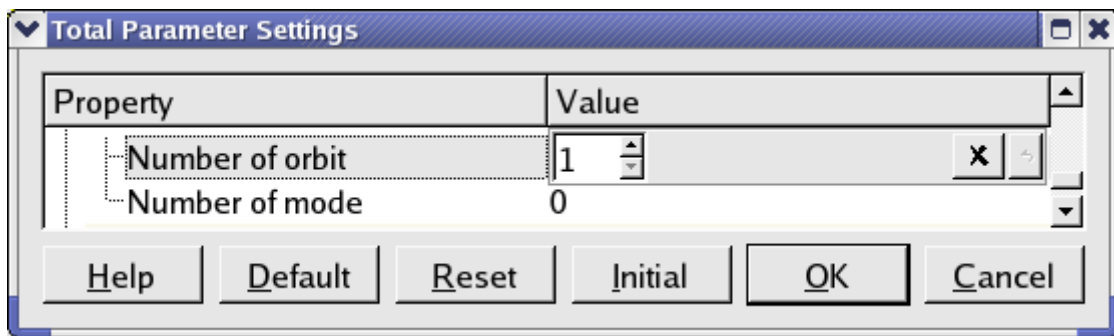 Total Parameter Settings
Property Value
Number of orbit 1
Number of mode 0
Help Default Reset Initial OK Cancel